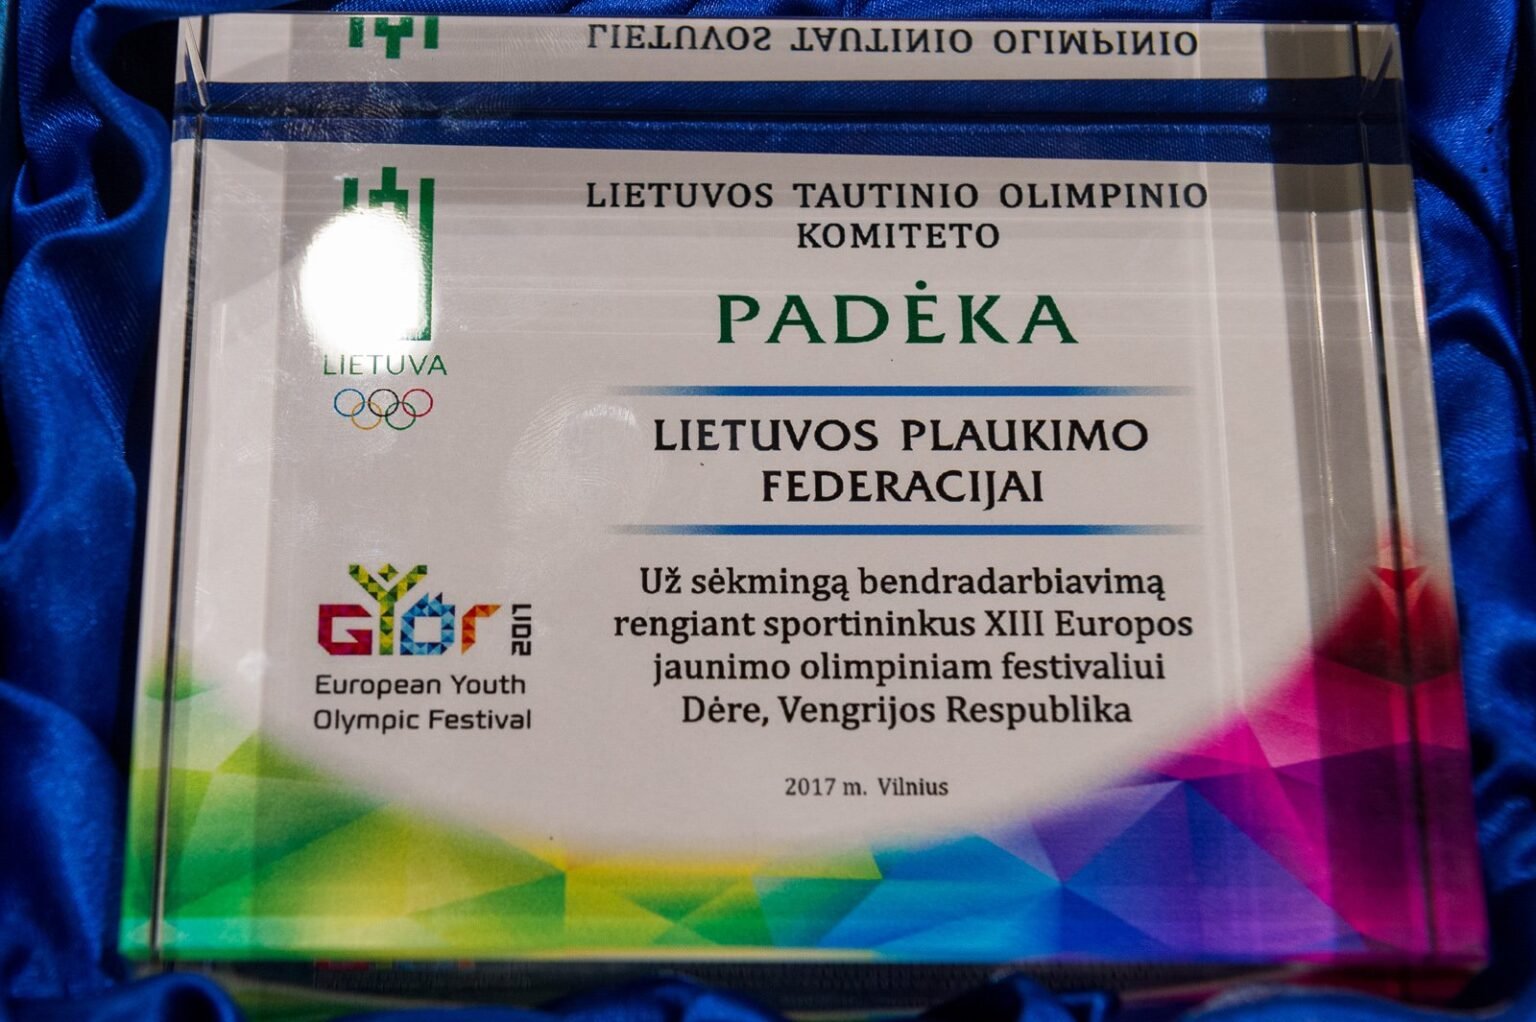 LIETUVOS TAUTINIO OLIMPINIO
LIETUVOS TAUTINIO OLIMPINIO
KOMITETO
PADĖKA
LIETUVA
LIETUVOS PLAUKIMO
FEDERACIJAI
GYŐR 2017
European Youth
Olympic Festival
Už sėkmingą bendradarbiavimą
rengiant sportininkus XIII Europos
jaunimo olimpiniam festivaliui
Dėre, Vengrijos Respublika
2017 m. Vilnius